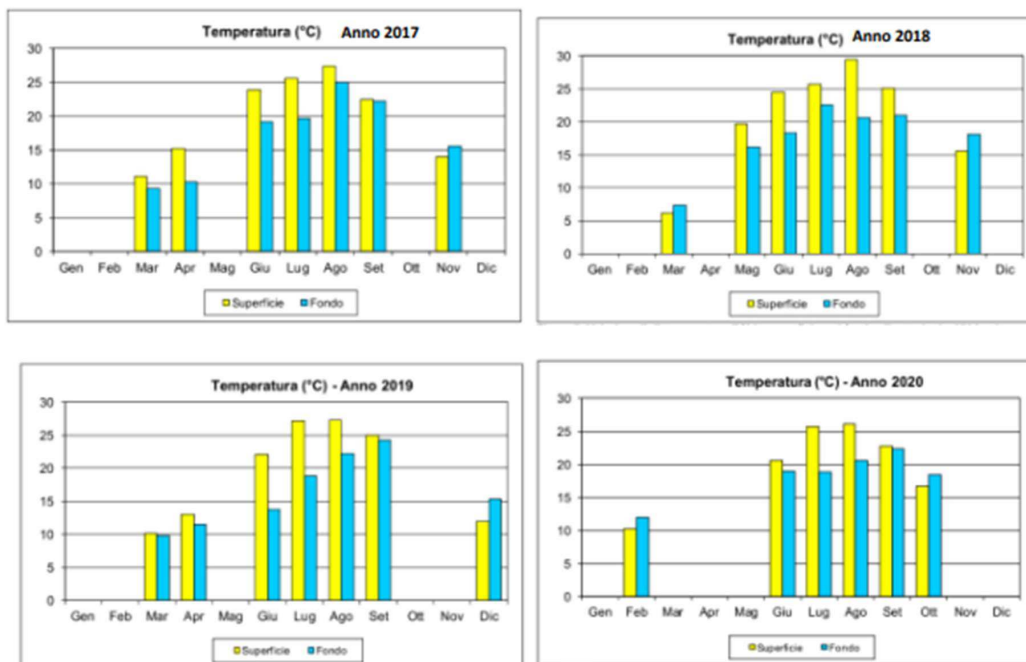 Temperatura (°C) Anno 2017
30
25
20
15
10
5
0
Gen Feb Mar Apr Mag Giu Lug Ago Set Ott Nov Dic
Superficie Fondo
Temperatura (°C) Anno 2018
30
25
20
15
10
5
0
Gen Feb Mar Apr Mag Giu Lug Ago Set Ott Nov Dic
Superficie Fondo
Temperatura (°C) - Anno 2019
30
25
20
15
10
5
0
Gen Feb Mar Apr Mag Giu Lug Ago Set Ott Nov Dic
Superficie Fondo
Temperatura (°C) - Anno 2020
30
25
20
15
10
5
0
Gen Feb Mar Apr Mag Giu Lug Ago Set Ott Nov Dic
Superficie Fondo